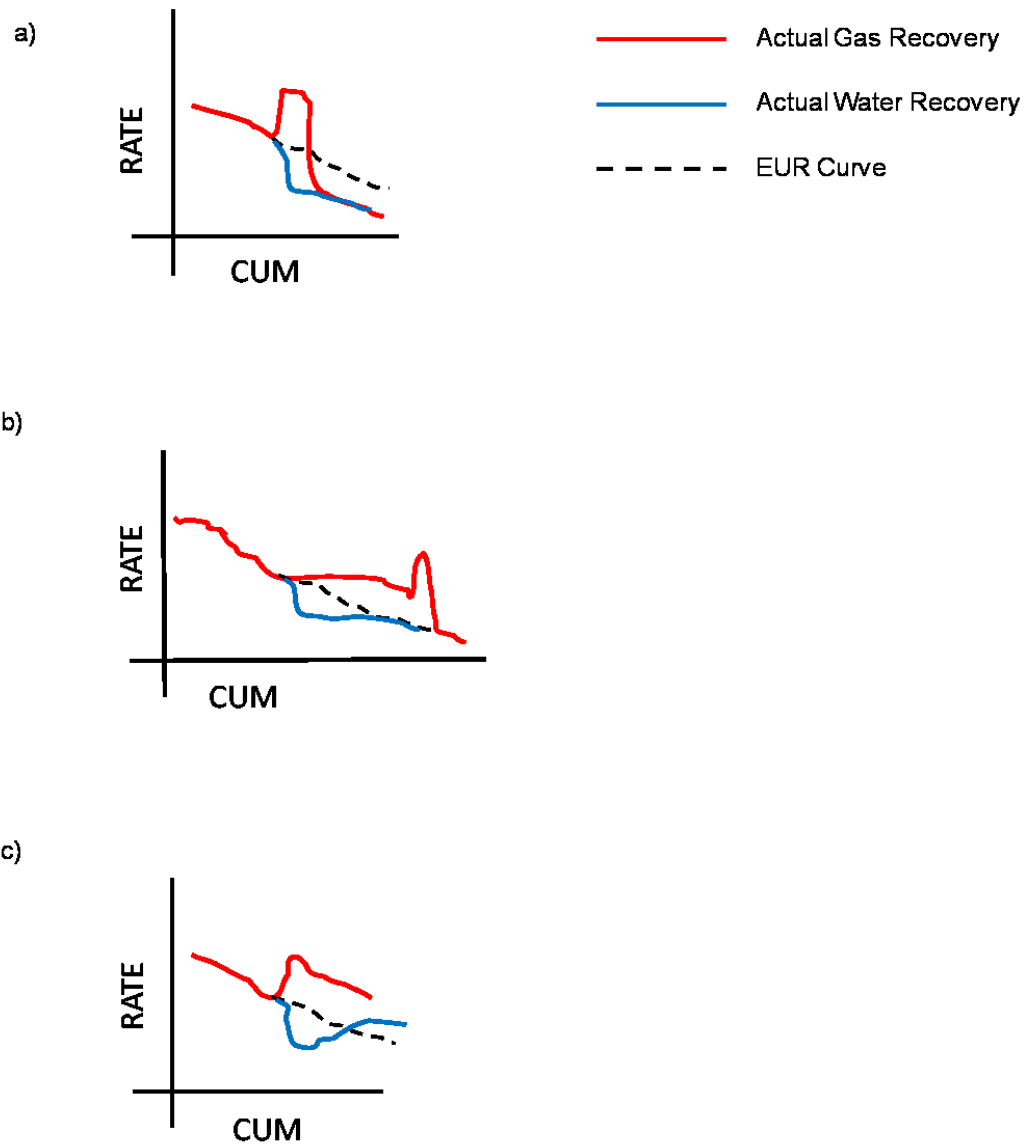 a)
Actual Gas Recovery
Actual Water Recovery
EUR Curve
RATE
CUM
b)
RATE
CUM
c)
RATE
CUM